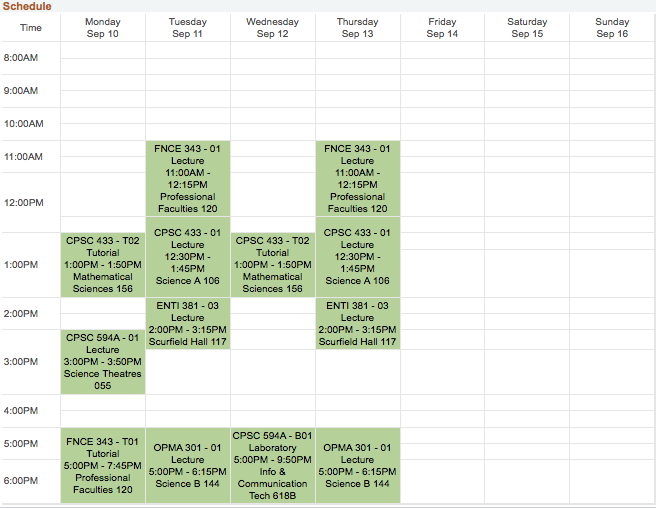 Schedule
Time
Monday
Sep 10
Tuesday
Sep 11
Wednesday
Sep 12
Thursday
Sep 13
Friday
Sep 14
Saturday
Sep 15
Sunday
Sep 16
8:00AM
9:00AM
10:00AM
11:00AM
FNCE 343 - 01
Lecture
11:00AM -
12:15PM
Professional
Faculties 120
FNCE 343 - 01
Lecture
11:00AM -
12:15PM
Professional
Faculties 120
12:00PM
CPSC 433 - 01
Lecture
12:30PM -
1:45PM
Science A 106
CPSC 433 - 01
Lecture
12:30PM -
1:45PM
Science A 106
1:00PM
CPSC 433 - T02
Tutorial
1:00PM - 1:50PM
Mathematical
Sciences 156
CPSC 433 - T02
Tutorial
1:00PM - 1:50PM
Mathematical
Sciences 156
2:00PM
ENTI 381 - 03
Lecture
2:00PM - 3:15PM
Scurfield Hall 117
ENTI 381 - 03
Lecture
2:00PM - 3:15PM
Scurfield Hall 117
3:00PM
CPSC 594A - 01
Lecture
3:00PM - 3:50PM
Science Theatres
055
4:00PM
5:00PM
FNCE 343 - T01
Tutorial
5:00PM - 7:45PM
Professional
Faculties 120
OPMA 301 - 01
Lecture
5:00PM - 6:15PM
Science B 144
CPSC 594A - B01
Laboratory
5:00PM - 9:50PM
Info &
Communication
Tech 618B
OPMA 301 - 01
Lecture
5:00PM - 6:15PM
Science B 144
6:00PM